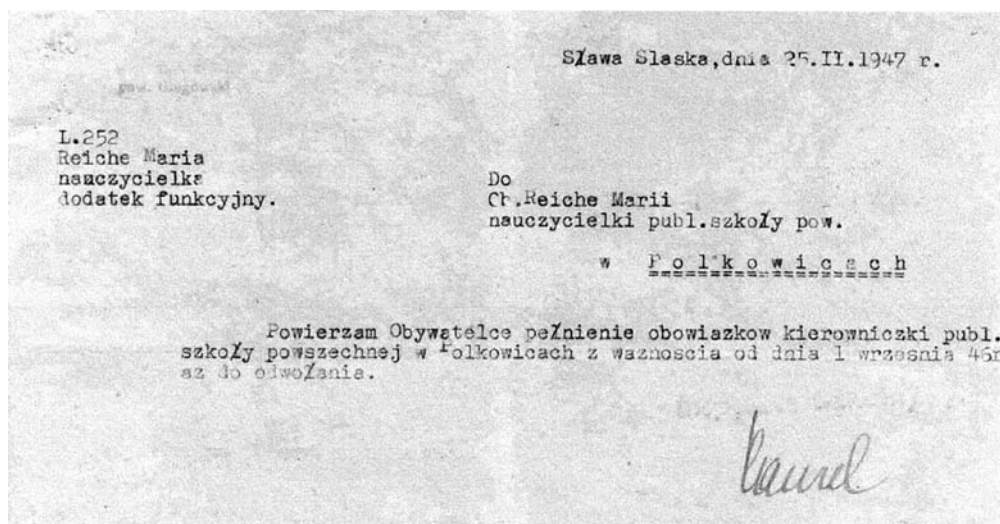 Sława Slaska,dnia 25.II.1947 r.
pow. Głogowski
L.252
Reiche Maria
nauczycielka
dodatek funkcyjny.
Do
Ob.Reiche Marii
nauczycielki publ.szkoły pow.
w Polkowicach
Powierzam Obywatelce pełnienie obowiazkow kierowniczki publ.
szkoły powszechnej w Polkowicach z waznoscia od dnia 1 wrzesnia 46r
az do odwołania.